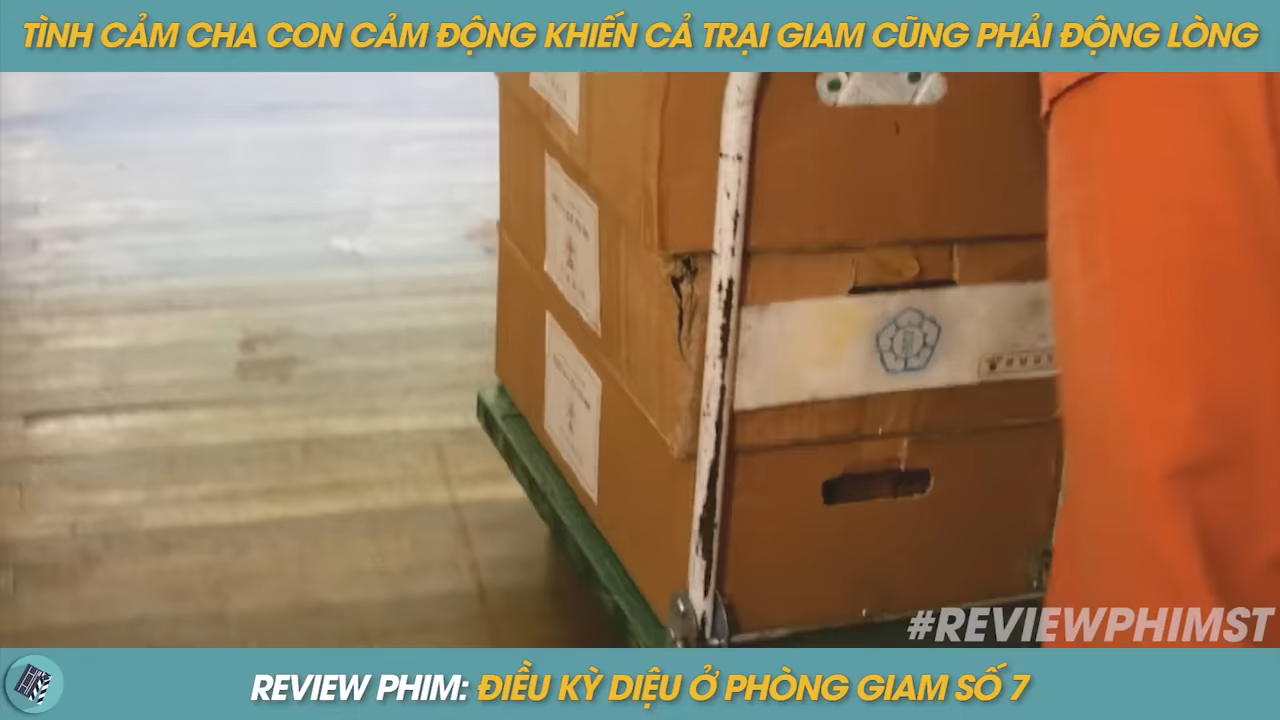 TÌNH CẢM CHA CON CẢM ĐỘNG KHIẾN CẢ TRẠI GIAM CŨNG PHẢI ĐỘNG LÒNG
#REVIEWPHIMST
REVIEW PHIM: ĐIỀU KỲ DIỆU Ở PHÒNG GIAM SỐ 7